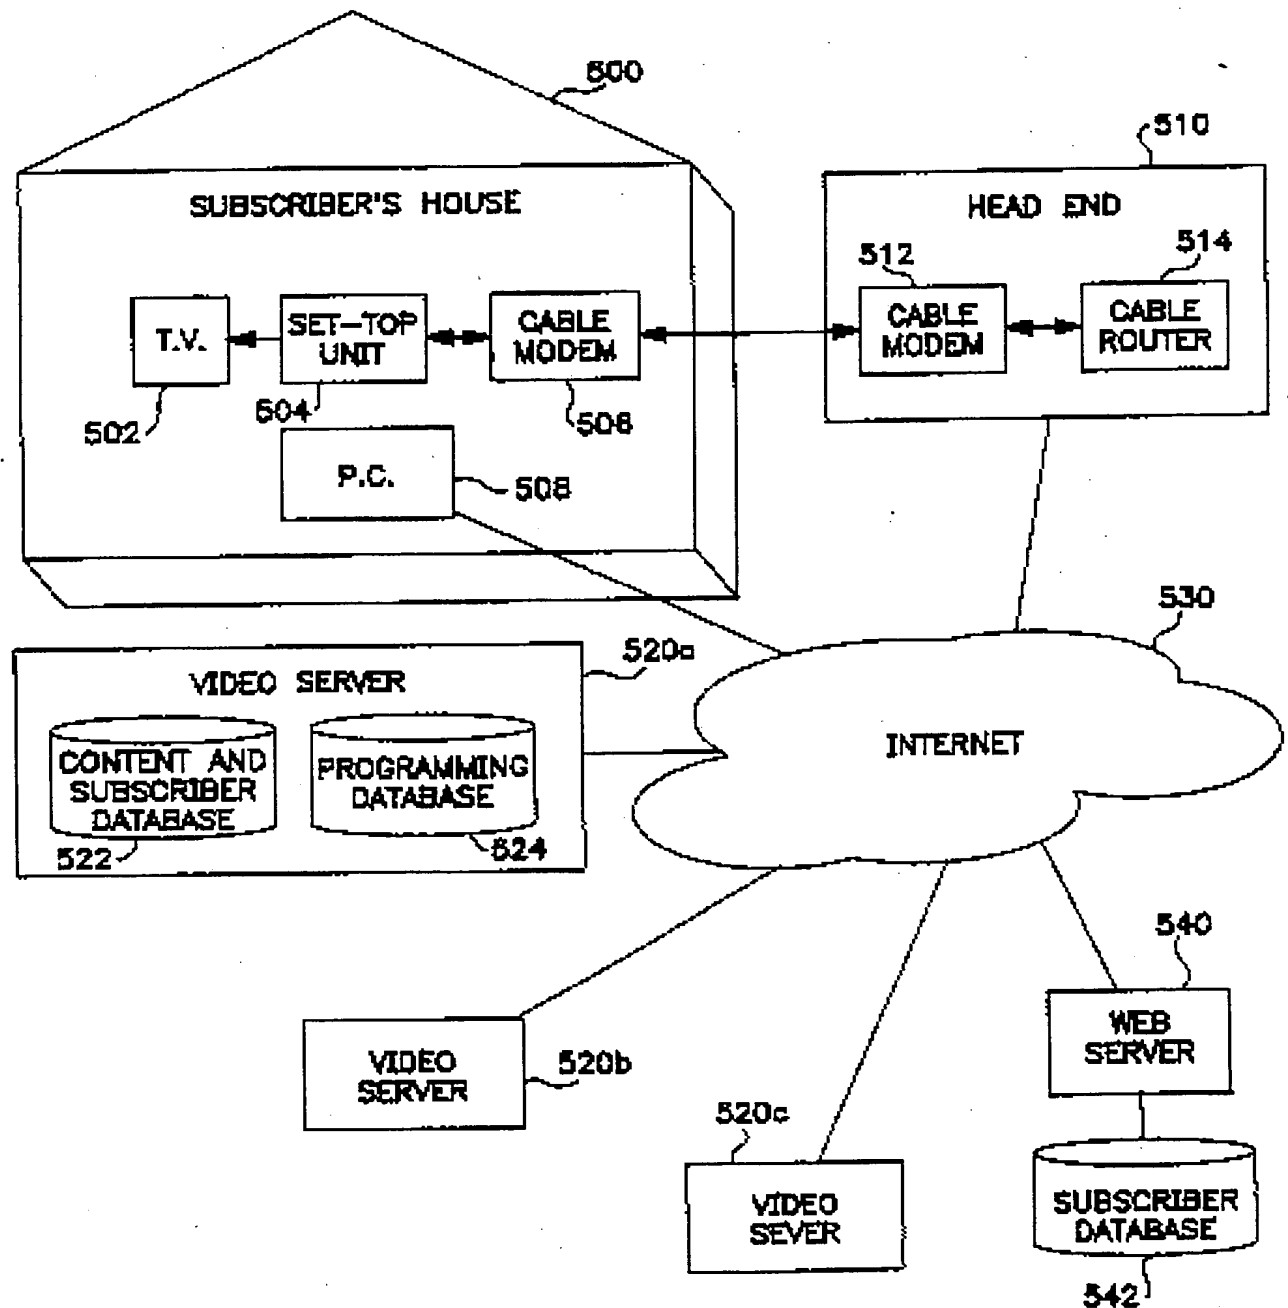 500
510
SUBSCRIBER'S HOUSE
HEAD END
512
514
T.V.
SET-TOP
UNIT
CABLE
MODEM
CABLE
MODEM
CABLE
ROUTER
502
504
506
P.C.
508
530
520a
VIDEO SERVER
CONTENT AND
SUBSCRIBER
DATABASE
PROGRAMMING
DATABASE
522
524
INTERNET
540
WEB
SERVER
VIDEO
SERVER
520b
520c
VIDEO
SEVER
SUBSCRIBER
DATABASE
542